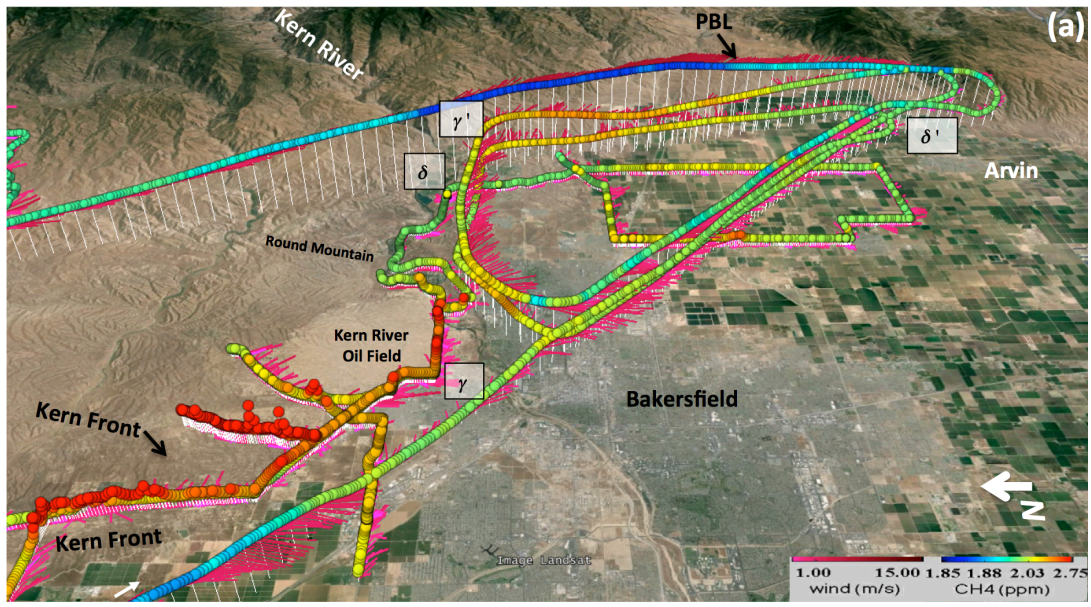 (a)
PBL
Kern River
γ'
δ
δ'
Arvin
Round Mountain
Kern River
Oil Field
γ
Bakersfield
Kern Front
N
Kern Front
Image Landsat
1.00 15.00 1.85 1.88 2.03 2.75
wind (m/s) CH4 (ppm)